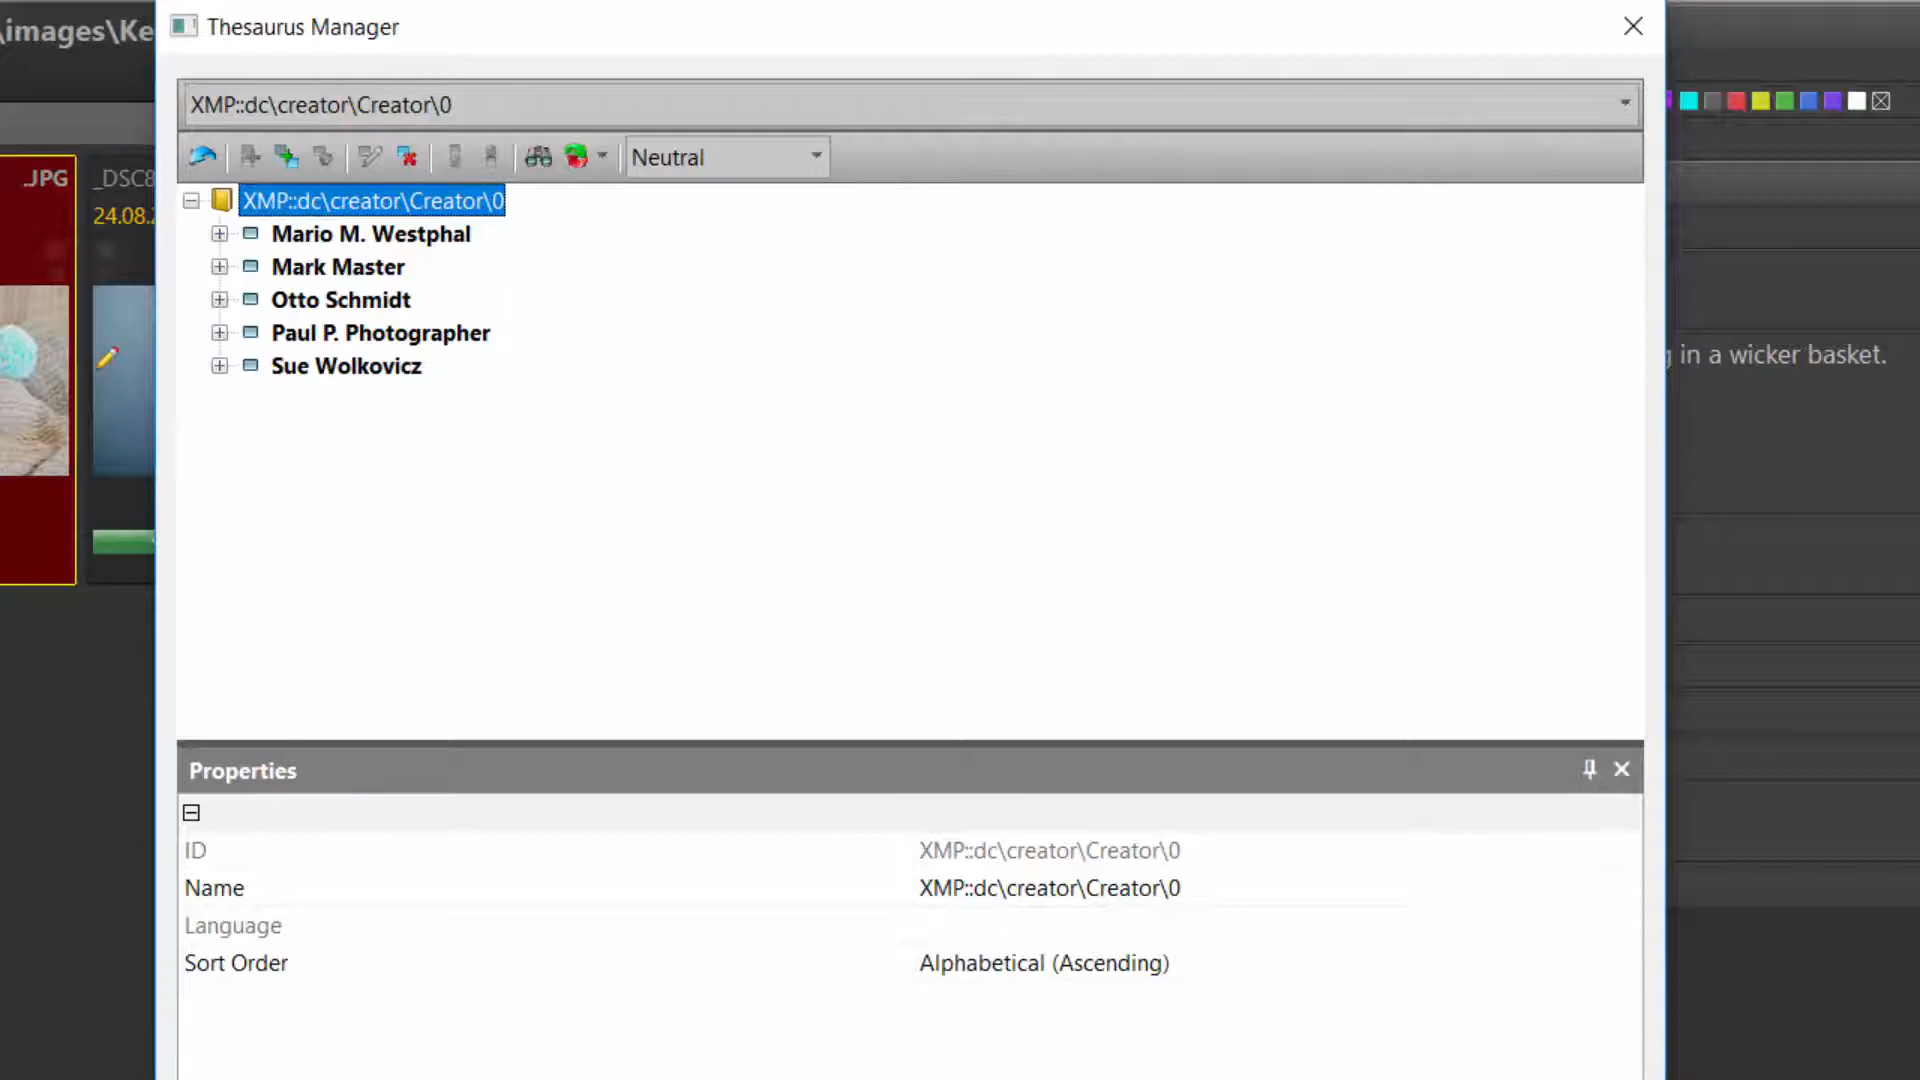 \images\Ke
Thesaurus Manager
XMP::dc\creator\Creator\0
Neutral
.JPG
_DSC8
24.08.
XMP::dc\creator\Creator\0
Mario M. Westphal
Mark Master
Otto Schmidt
Paul P. Photographer
Sue Wolkovicz
in a wicker basket.
Properties
ID XMP::dc\creator\Creator\0
Name XMP::dc\creator\Creator\0
Language
Sort Order Alphabetical (Ascending)